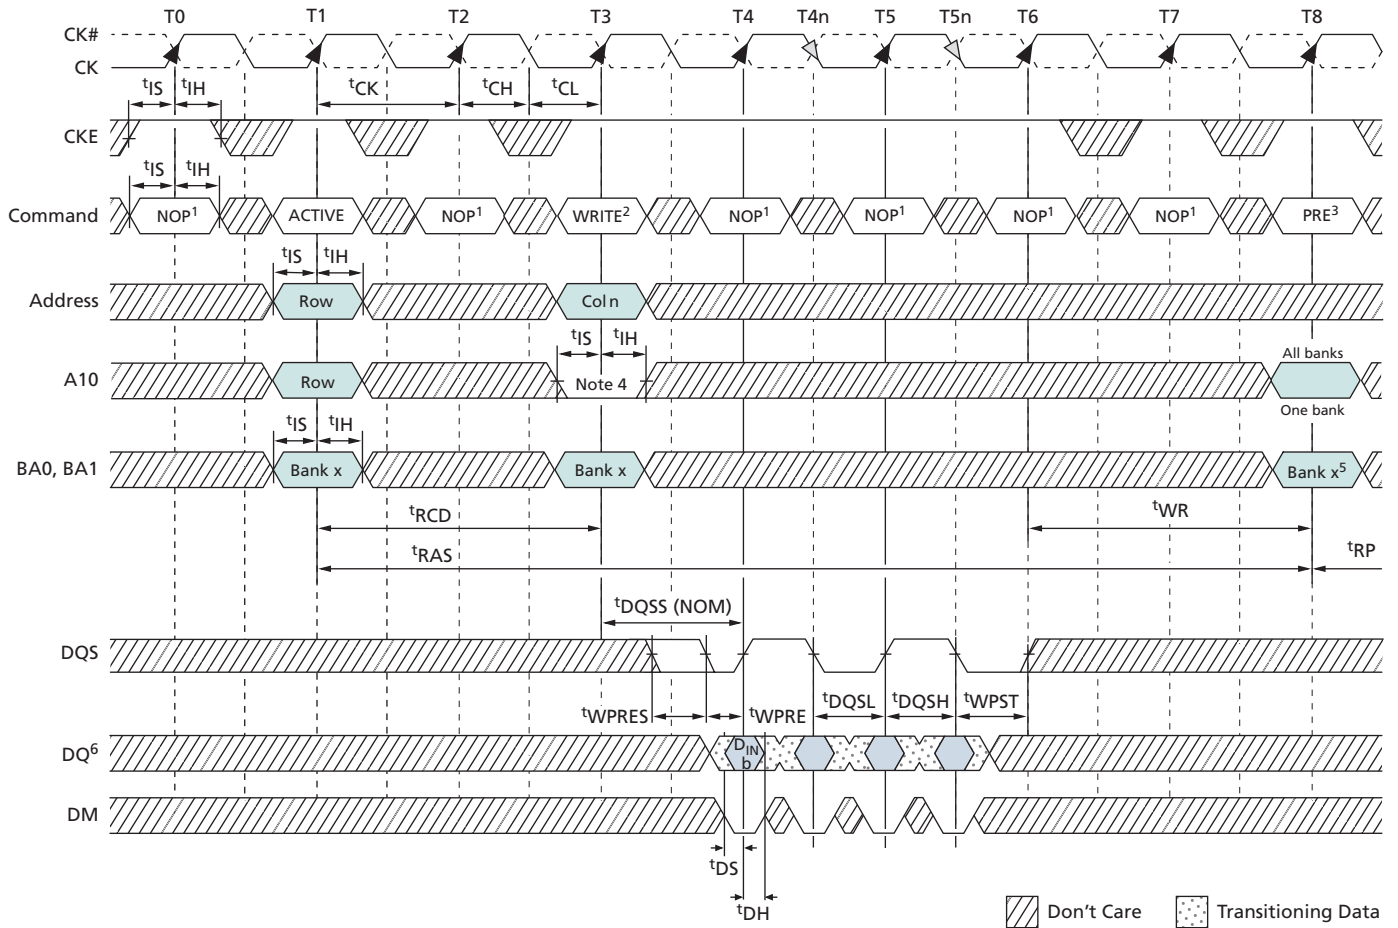 T0 T1 T2 T3 T4 T4n T5 T5n T6 T7 T8
CK#
CK
tIS tIH tCK tCH tCL
CKE
tIS tIH
Command NOP1 ACTIVE NOP1 WRITE2 NOP1 NOP1 NOP1 NOP1 PRE3
tIS tIH
Address Row Col n
tIS tIH
All banks
A10 Row Note 4
One bank
tIS tIH
BA0, BA1 Bank x Bank x Bank x5
tRCD tWR
tRAS tRP
tDQSS (NOM)
DQS
tWPRES tWPRE tDQSL tDQSH tWPST
DQ6 DIN b
DM
tDS
tDH
Don't Care Transitioning Data